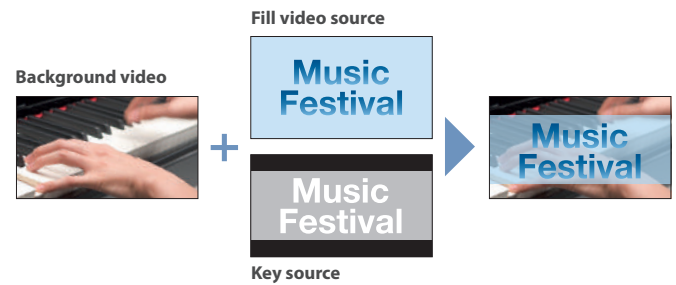 Fill video source
Background video
Music
Festival
Music
Festival
Key source
Music
Festival